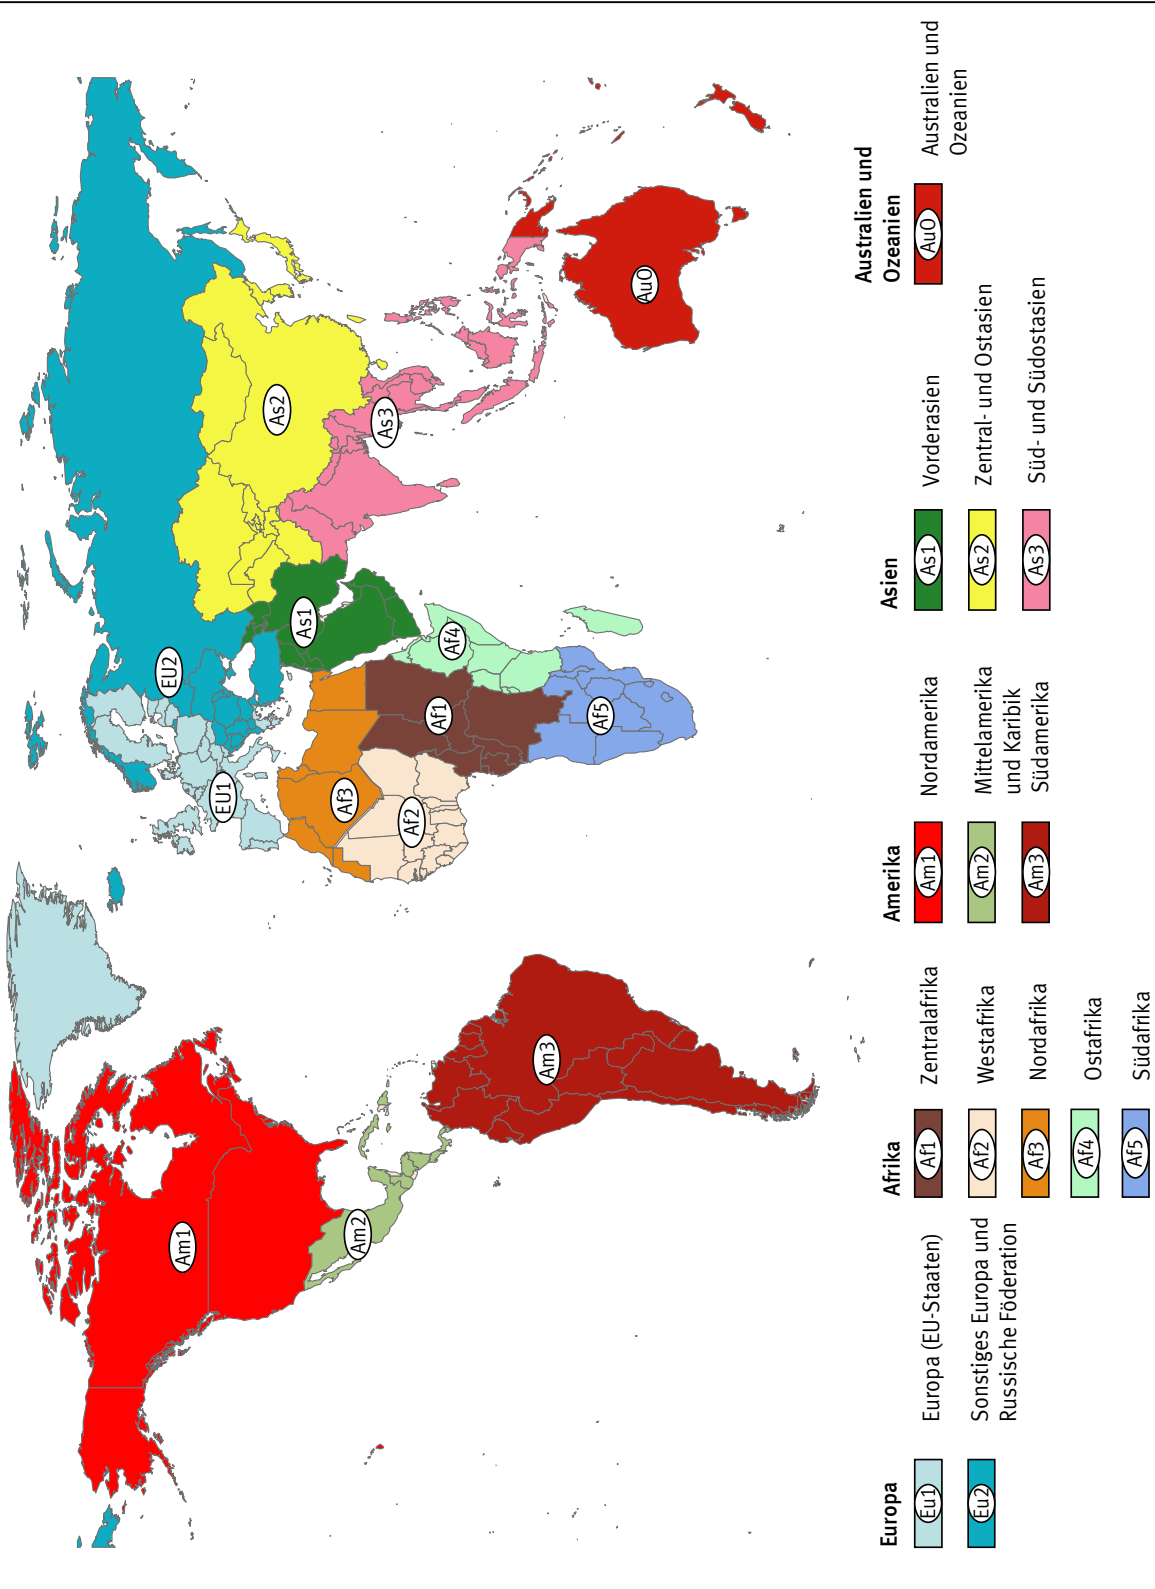 Am1
Am2
Am3
EU1
EU2
Af3
Af2
Af1
Af4
Af5
As1
As2
As3
AuO
Europa
Eu1
Europa (EU-Staaten)
Eu2
Sonstiges Europa und
Russische Föderation
Afrika
Af1
Zentralafrika
Af2
Westafrika
Af3
Nordafrika
Af4
Ostafrika
Af5
Südafrika
Amerika
Am1
Nordamerika
Am2
Mittelamerika
und Karibik
Am3
Südamerika
Asien
As1
Vorderasien
As2
Zentral- und Ostasien
As3
Süd- und Südostasien
Australien und
Ozeanien
AuO
Australien und
Ozeanien